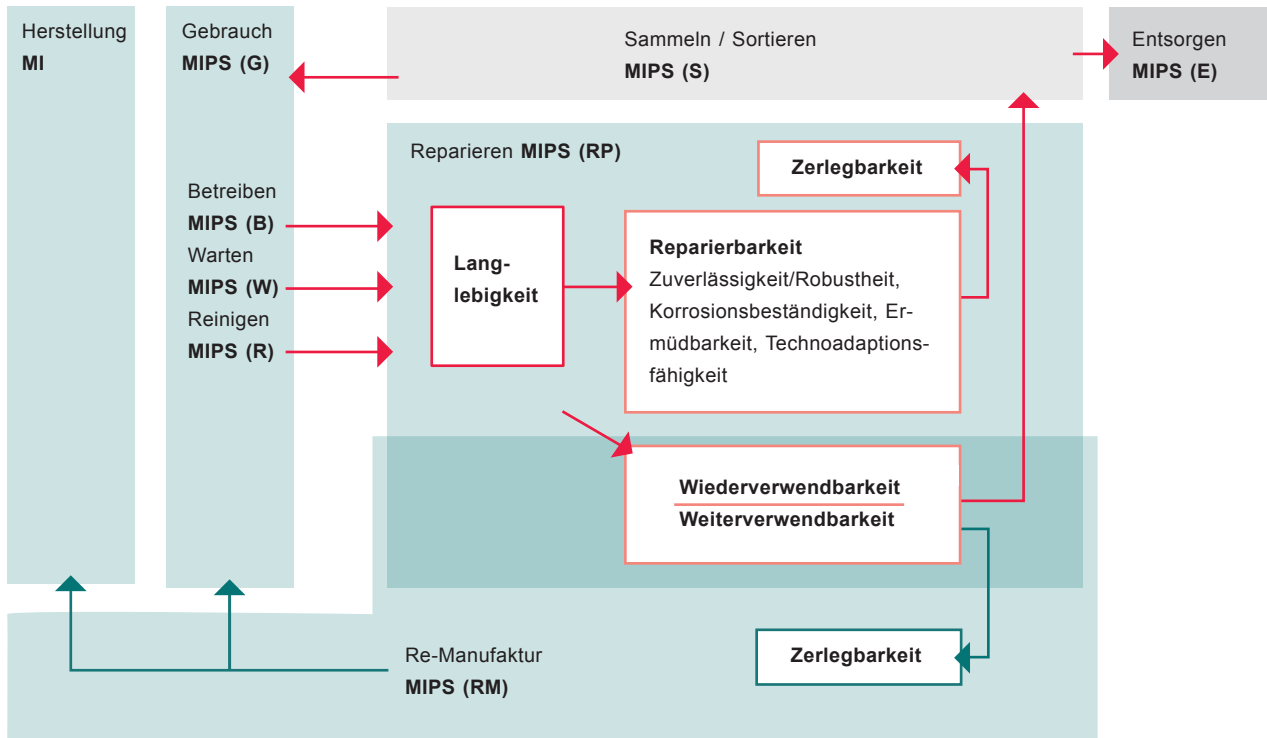 Herstellung
MI
Gebrauch
MIPS (G)
Sammeln / Sortieren
MIPS (S)
Entsorgen
MIPS (E)
Betreiben
MIPS (B)
Warten
MIPS (W)
Reinigen
MIPS (R)
Reparieren MIPS (RP)
Zerlegbarkeit
Lang-
lebigkeit
Reparierbarkeit
Zuverlässigkeit/Robustheit,
Korrosionsbeständigkeit, Er-
müdbarkeit, Technoadaptions-
fähigkeit
Wiederverwendbarkeit
Weiterverwendbarkeit
Re-Manufaktur
MIPS (RM)
Zerlegbarkeit